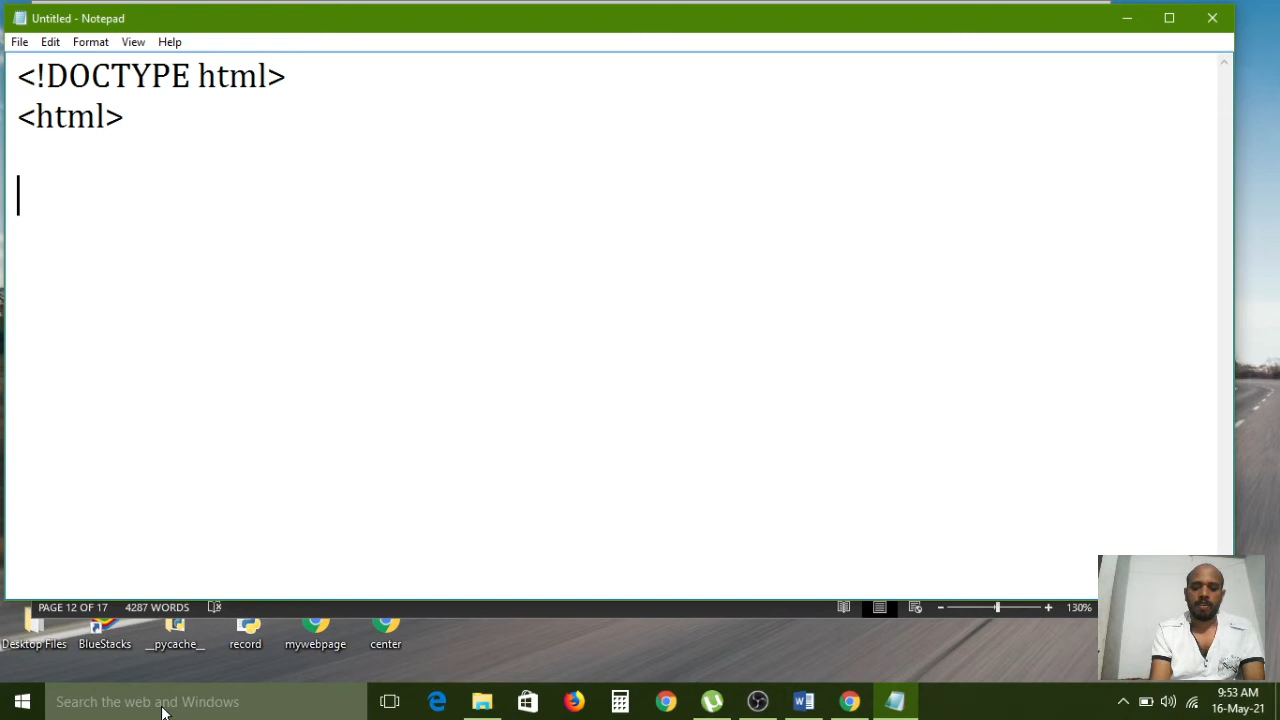 Untitled - Notepad
File Edit Format View Help
<!DOCTYPE html>
<html>
PAGE 12 OF 17 4287 WORDS 130%
Desktop Files BlueStacks __pycache__ record mywebpage center
Search the web and Windows
9:53 AM
16-May-21